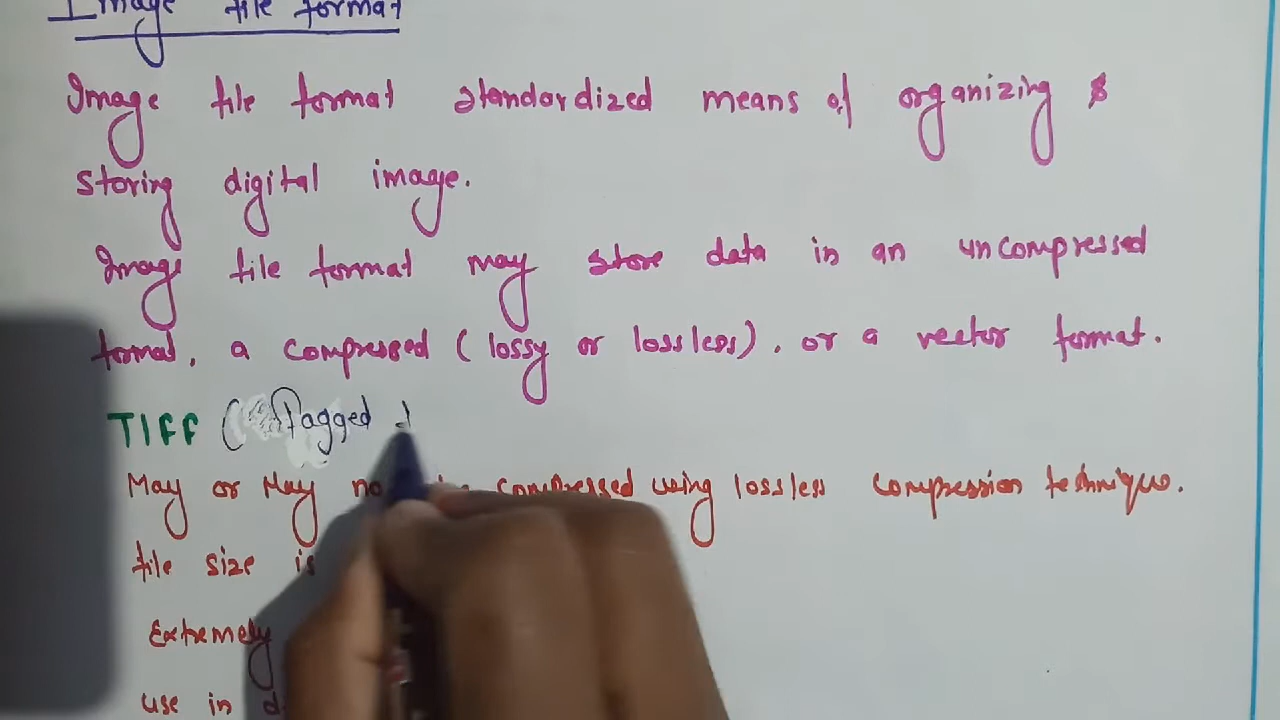 Image file format
Image file format standardized means of organizing &
storing digital image.
Image file format may store data in an uncompressed
format, a compressed (lossy or lossless), or a vector format.
TIFF (Tagged
May or May compressed using lossless compression technique.
file size is
Extremely
use in